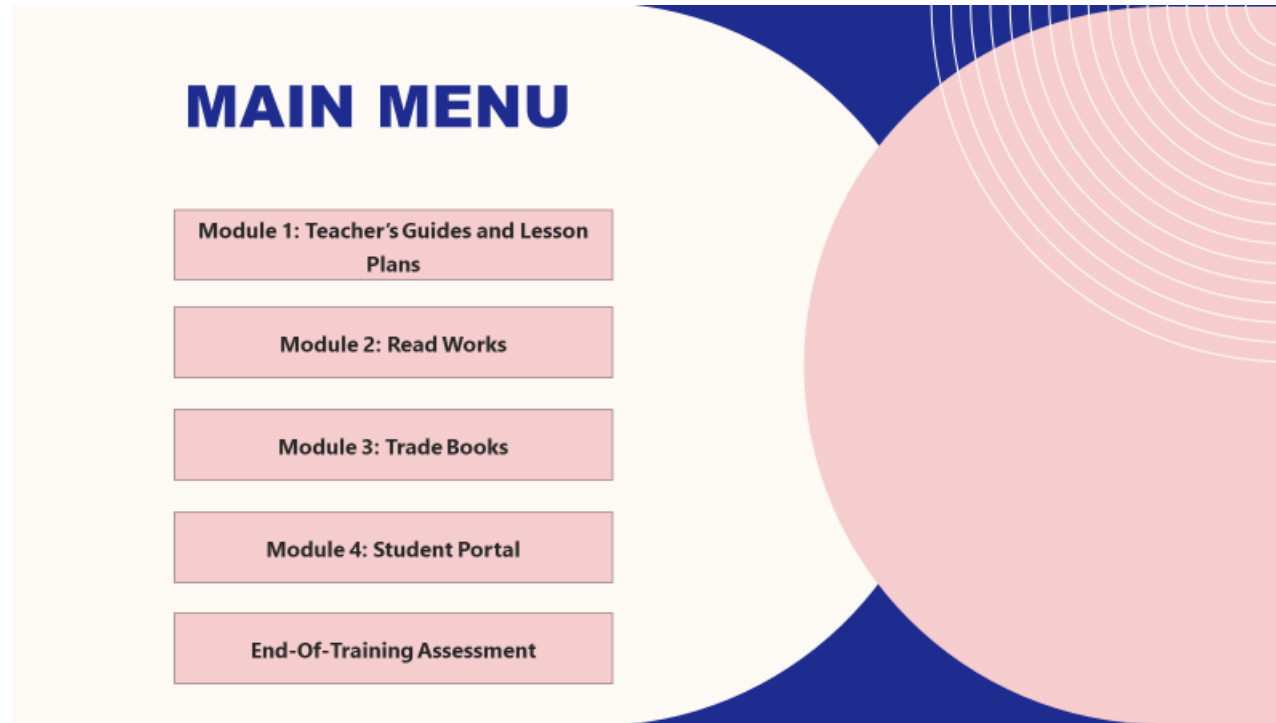 MAIN MENU
Module 1: Teacher’s Guides and Lesson
Plans
Module 2: Read Works
Module 3: Trade Books
Module 4: Student Portal
End-Of-Training Assessment